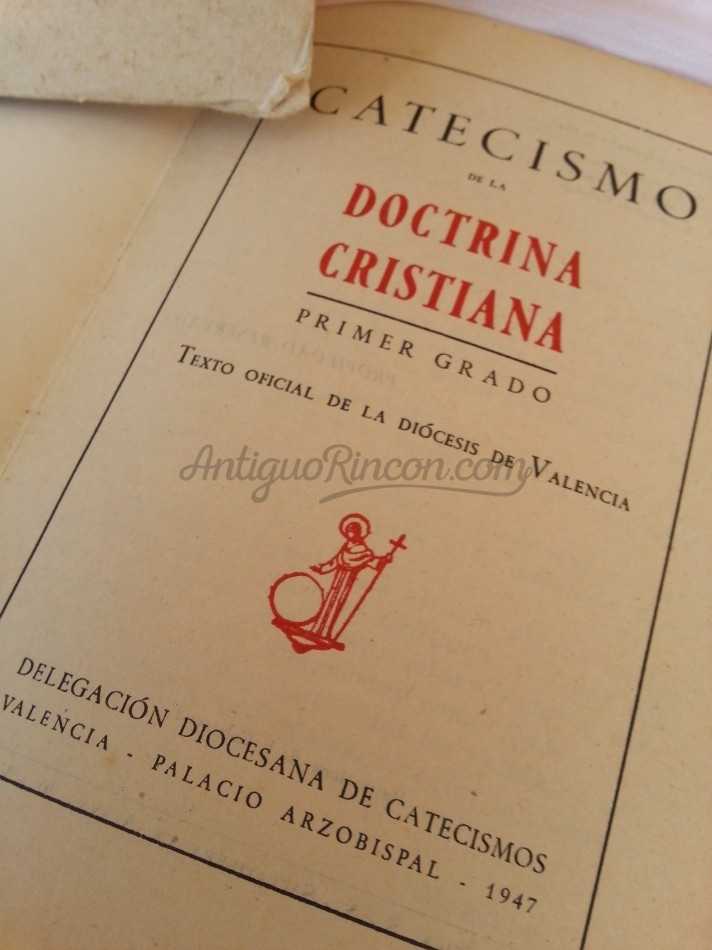 CATECISMO
DE LA
DOCTRINA
CRISTIANA
PRIMER GRADO
TEXTO OFICIAL DE LA DIÓCESIS DE VALENCIA
AntiguoRincon.com
DELEGACIÓN DIOCESANA DE CATECISMOS
VALENCIA - PALACIO ARZOBISPAL - 1947